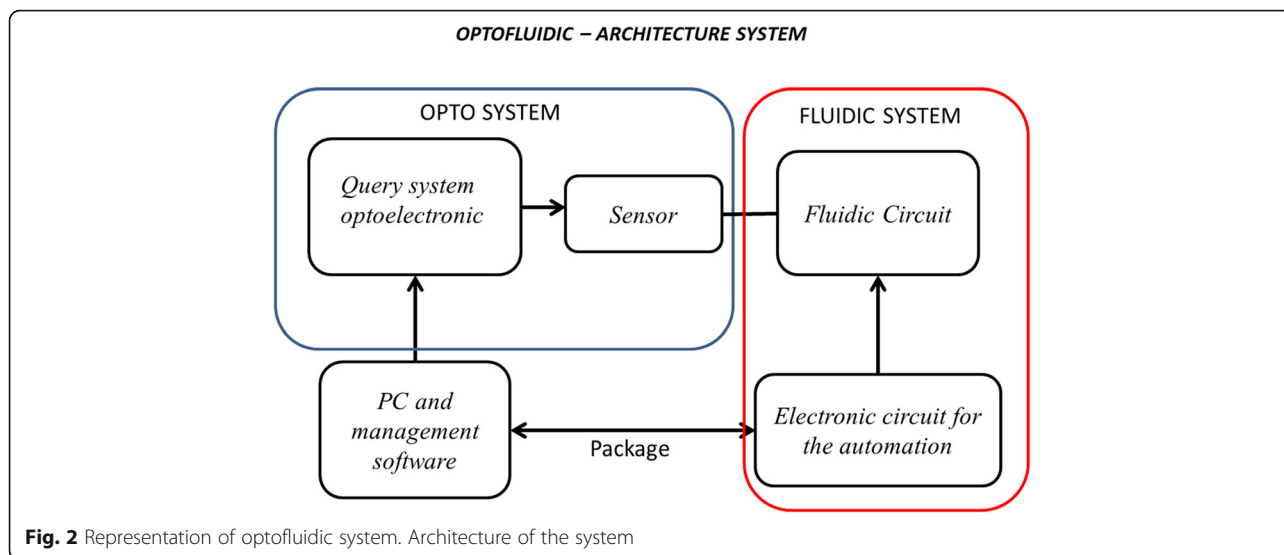 OPTOFLUIDIC – ARCHITECTURE SYSTEM
OPTO SYSTEM
FLUIDIC SYSTEM
Query system
optoelectronic
Sensor
Fluidic Circuit
PC and
management
software
Package
Electronic circuit for
the automation
Fig. 2 Representation of optofluidic system. Architecture of the system